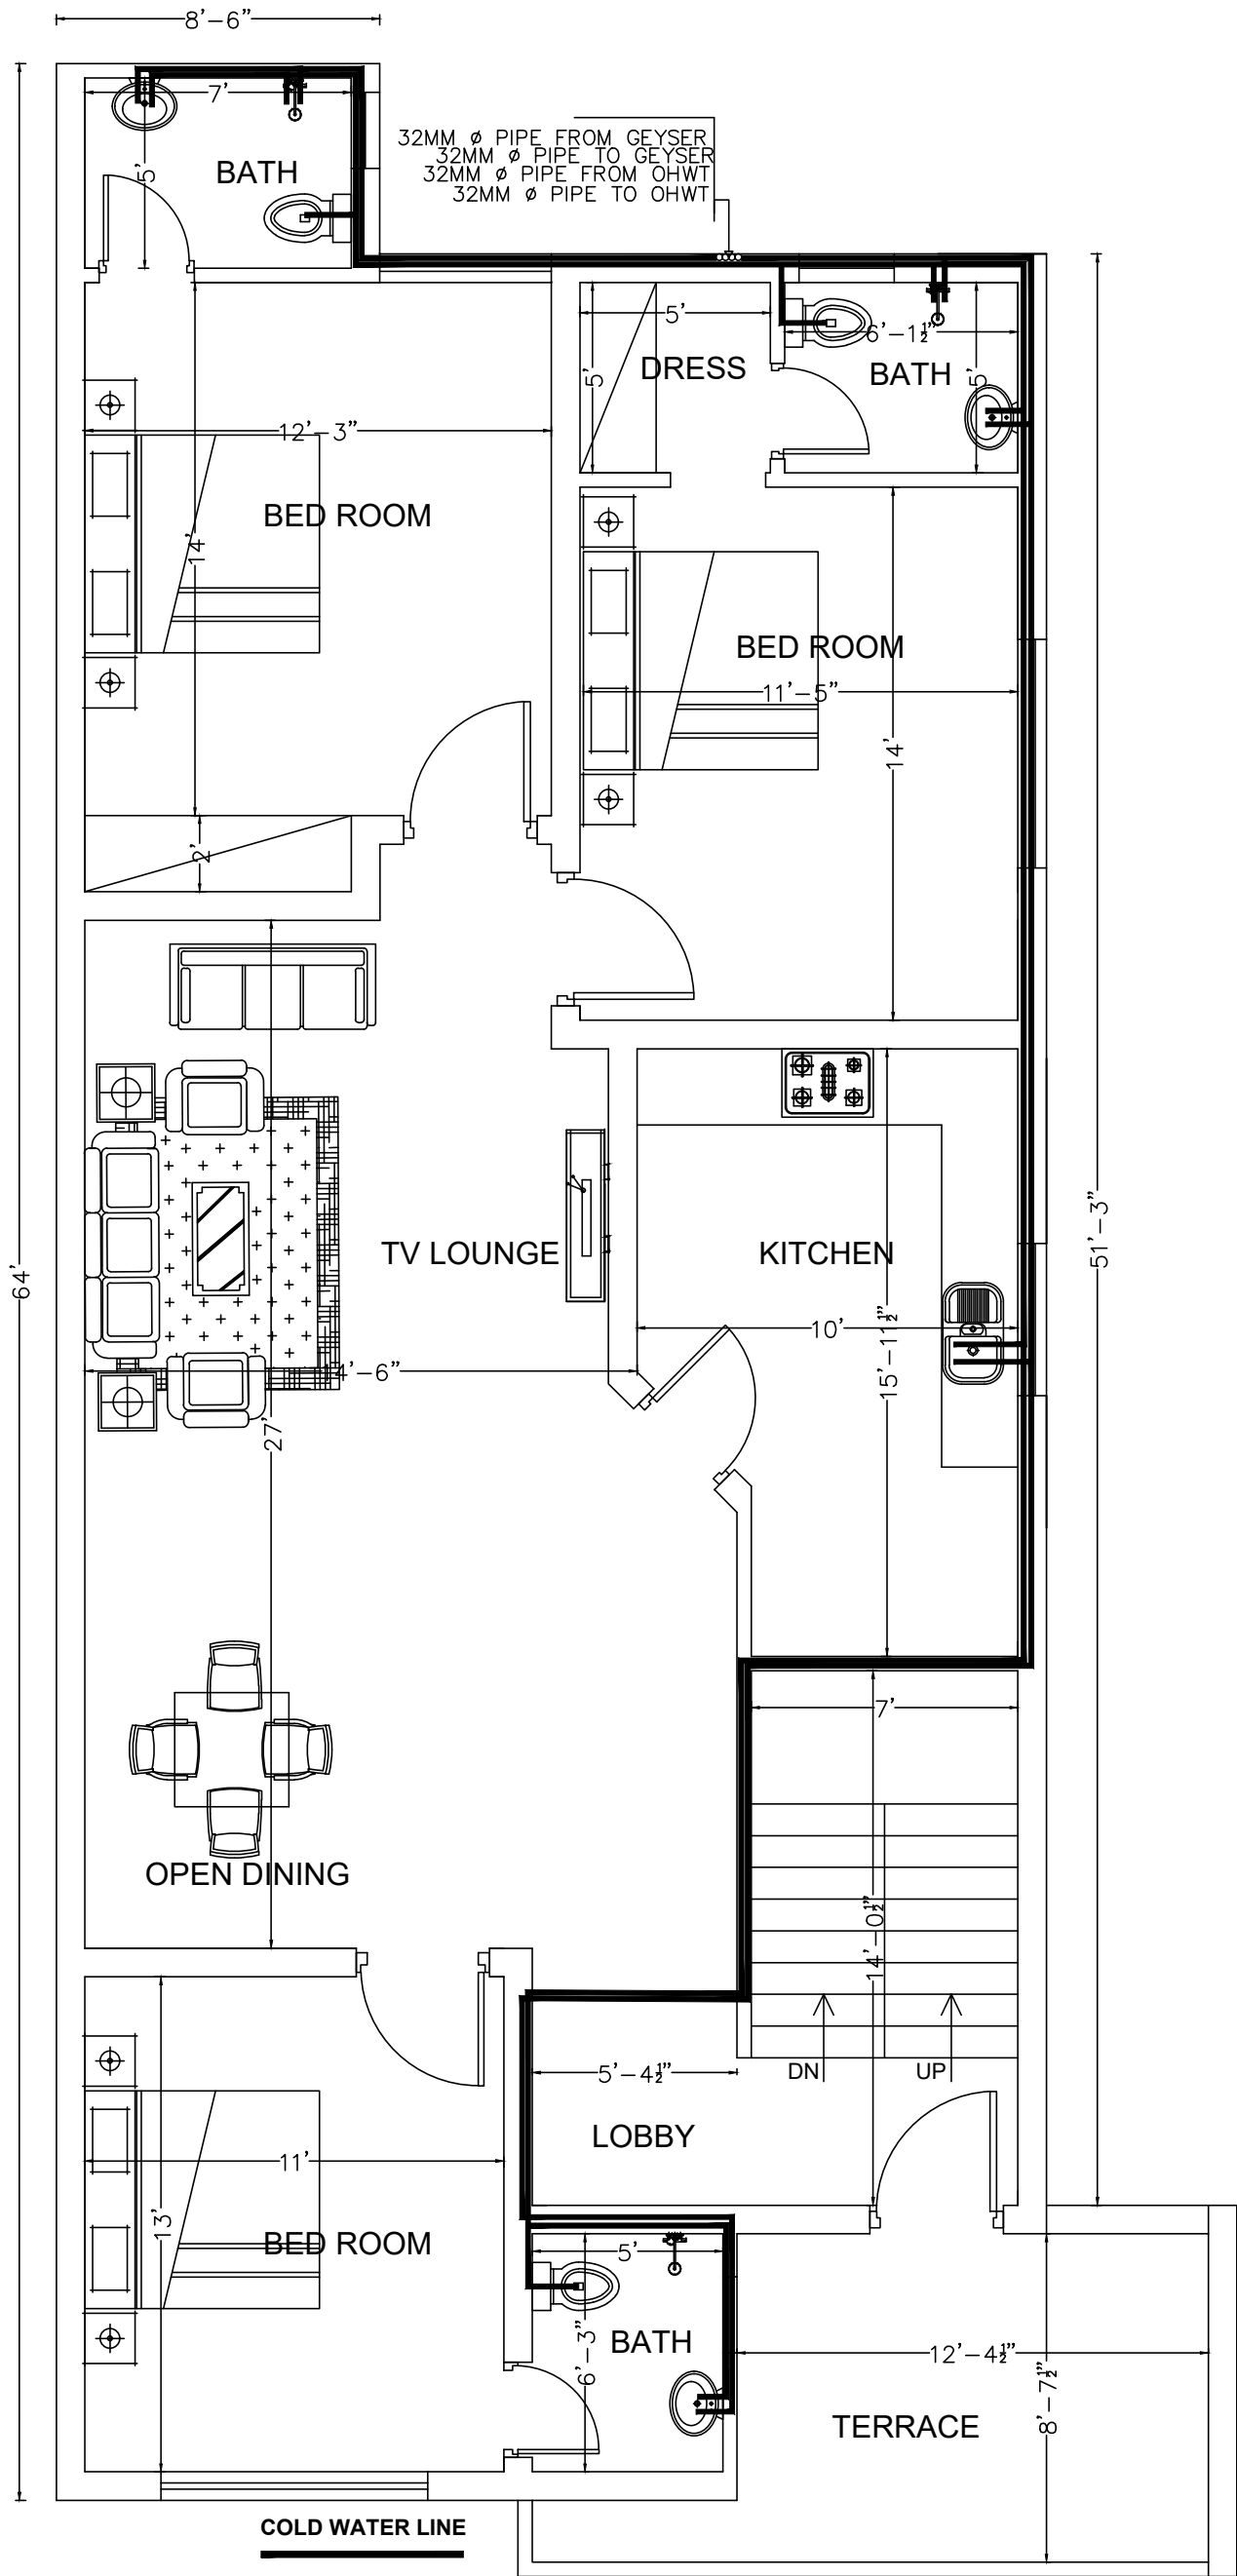 8'-6"
7'
5'
BATH
32MM ø PIPE FROM GEYSER
32MM ø PIPE TO GEYSER
32MM ø PIPE FROM OHWT
32MM ø PIPE TO OHWT
5'
5'
DRESS
6'-1½"
BATH
5'
12'-3"
BED ROOM
14'
BED ROOM
11'-5"
14'
2'
TV LOUNGE
KITCHEN
51'-3"
64'
10'
15'-11½"
14'-6"
27'
7'
OPEN DINING
14'-0½"
5'-4½"
DN
UP
LOBBY
11'
13'
BED ROOM
5'
BATH
6'-3"
12'-4½"
8'-7½"
TERRACE
COLD WATER LINE